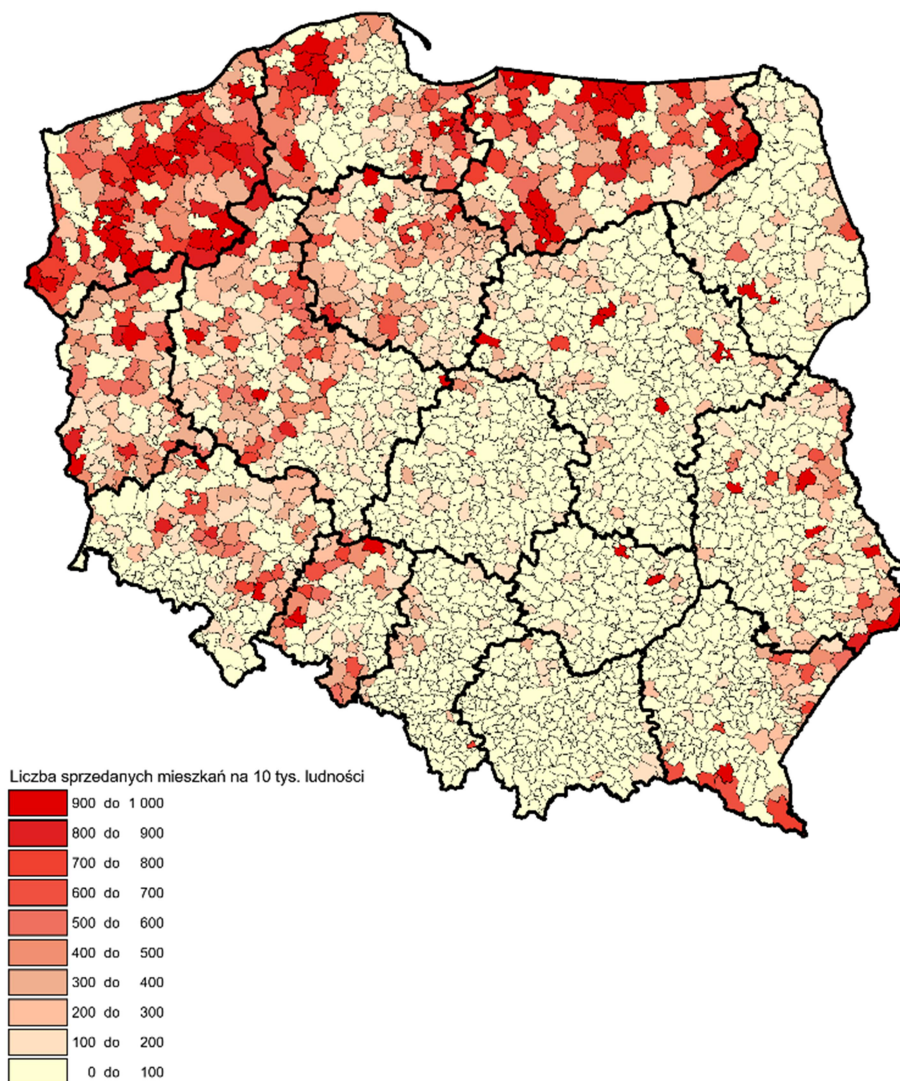 Liczba sprzedanych mieszkań na 10 tys. ludności
900 do 1 000
800 do 900
700 do 800
600 do 700
500 do 600
400 do 500
300 do 400
200 do 300
100 do 200
0 do 100